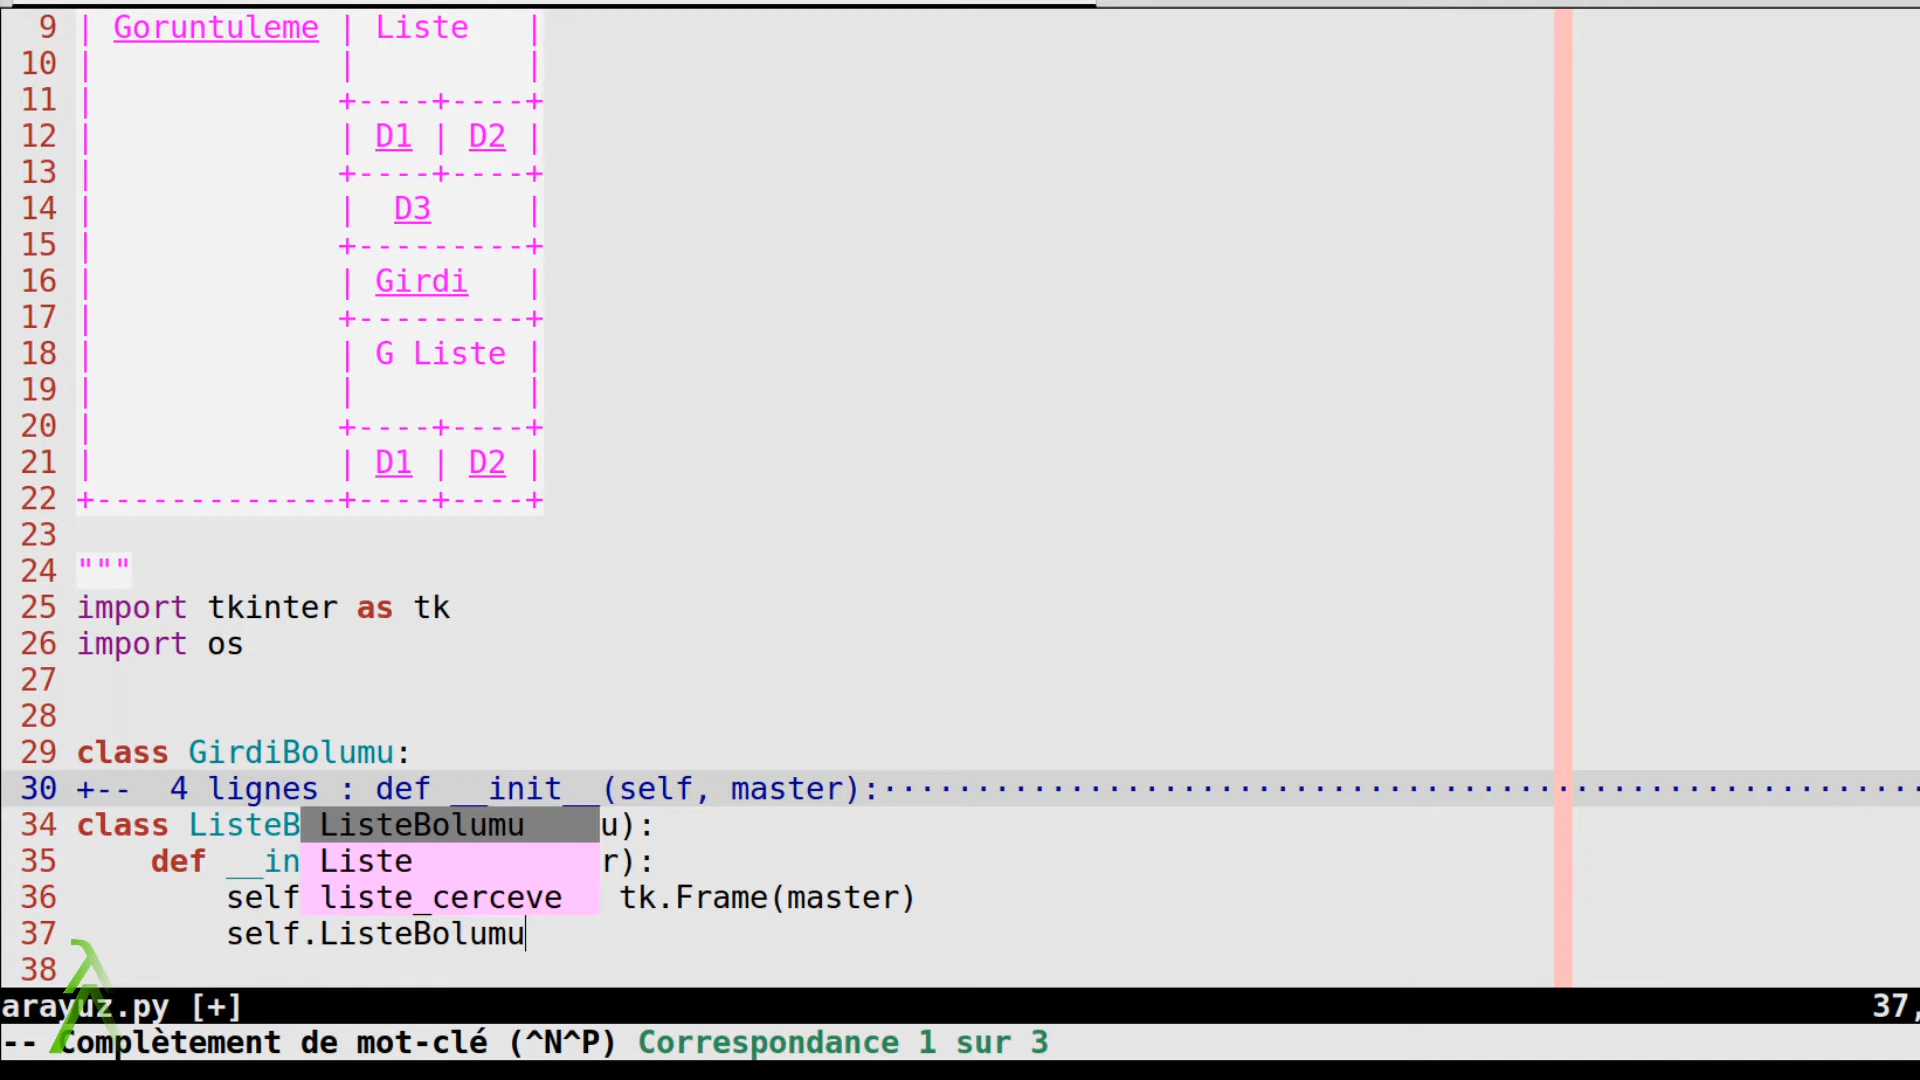 9 | Goruntuleme | Liste   |
10 |             |         |
11 |             +----+----+
12 |             | D1 | D2 |
13 |             +----+----+
14 |             |  D3     |
15 |             +---------+
16 |             | Girdi   |
17 |             +---------+
18 |             | G Liste |
19 |             |         |
20 |             +----+----+
21 |             | D1 | D2 |
22 +-------------+----+----+
23
24 """
25 import tkinter as tk
26 import os
27
28
29 class GirdiBolumu:
30 +--  4 lignes : def __init__(self, master):····················································
34 class ListeB ListeBolumu u):
35     def __in Liste r):
36         self liste_cerceve tk.Frame(master)
37         self.ListeBolumu
38
arayuz.py [+] 37,
-- Complètement de mot-clé (^N^P) Correspondance 1 sur 3